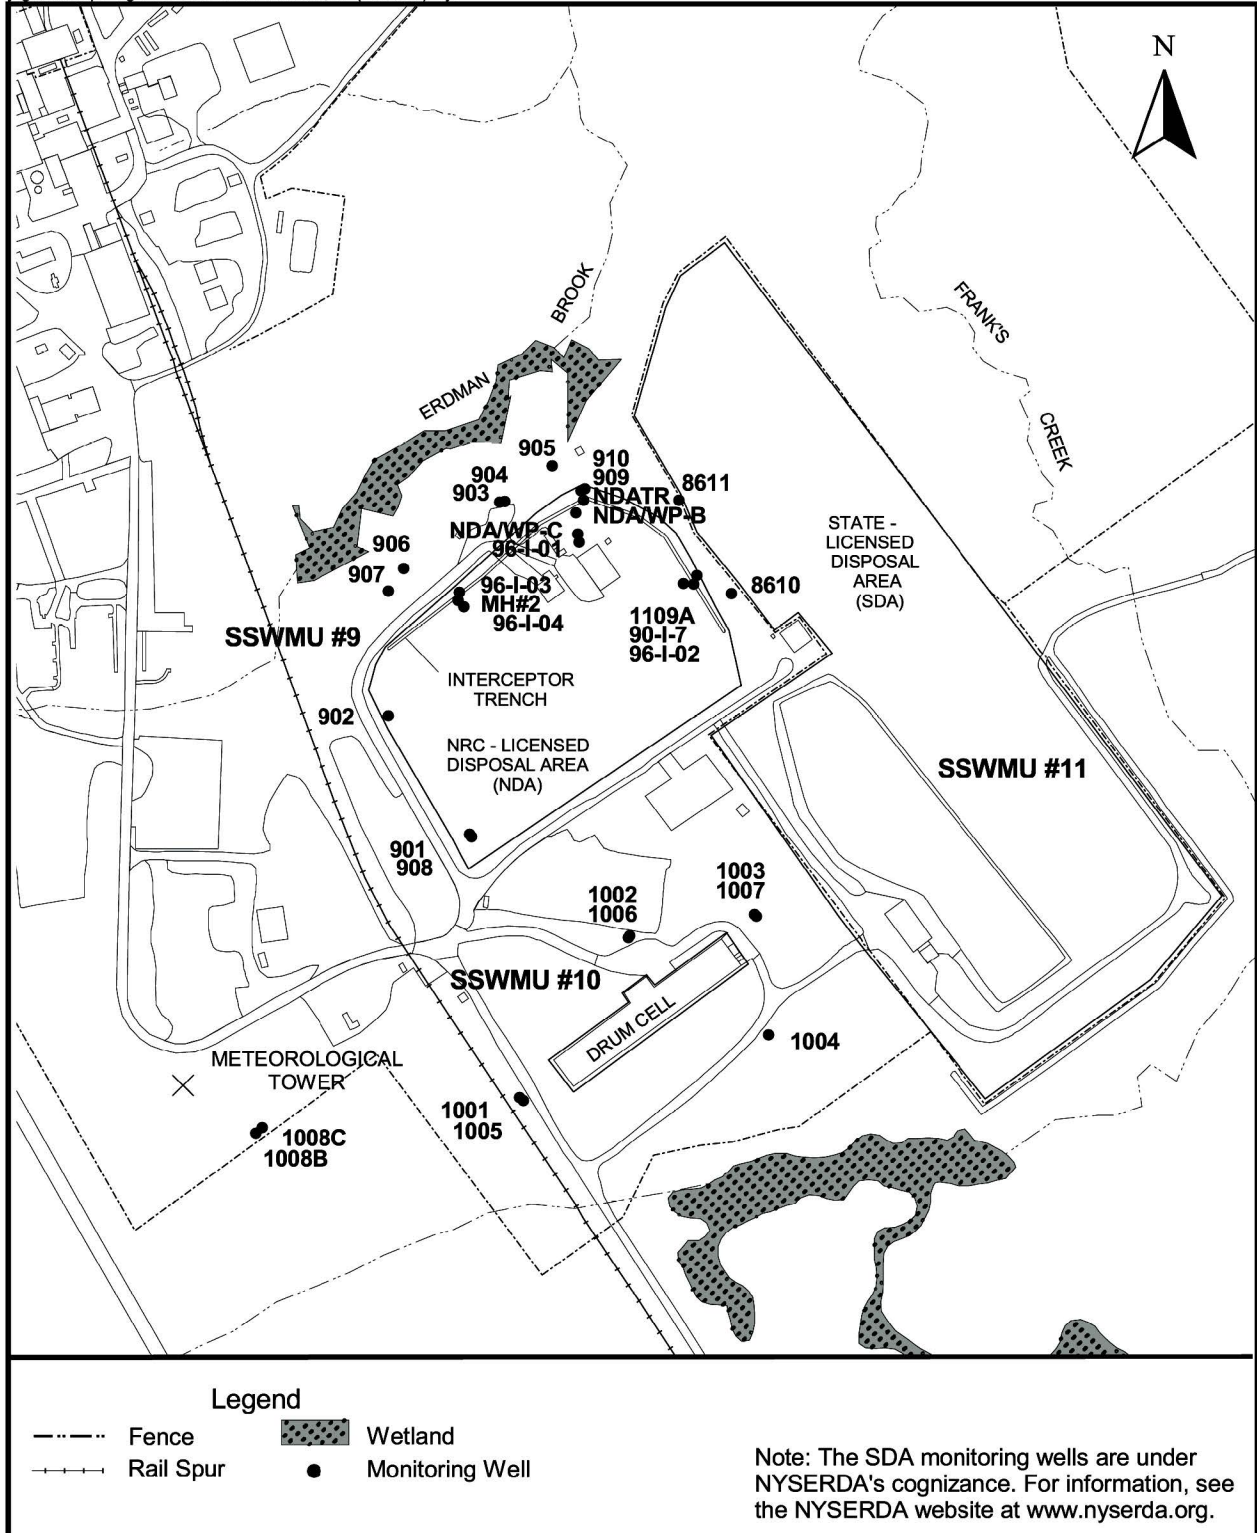 N
BROOK
ERDMAN
FRANK'S
CREEK
905
910
909
NDATR
NDA/WP-B
8611
904
903
NDA/WP-C
96-I-01
906
907
96-I-03
MH#2
96-I-04
STATE -
LICENSED
DISPOSAL
AREA
(SDA)
8610
1109A
90-I-7
96-I-02
SSWMU #9
INTERCEPTOR
TRENCH
902
NRC - LICENSED
DISPOSAL AREA
(NDA)
SSWMU #11
901
908
1003
1007
1002
1006
SSWMU #10
DRUM CELL
1004
METEOROLOGICAL
TOWER
1001
1005
1008C
1008B
Legend
Fence
Wetland
Rail Spur
Monitoring Well
Note: The SDA monitoring wells are under
NYSERDA's cognizance. For information, see
the NYSERDA website at www.nyserda.org.